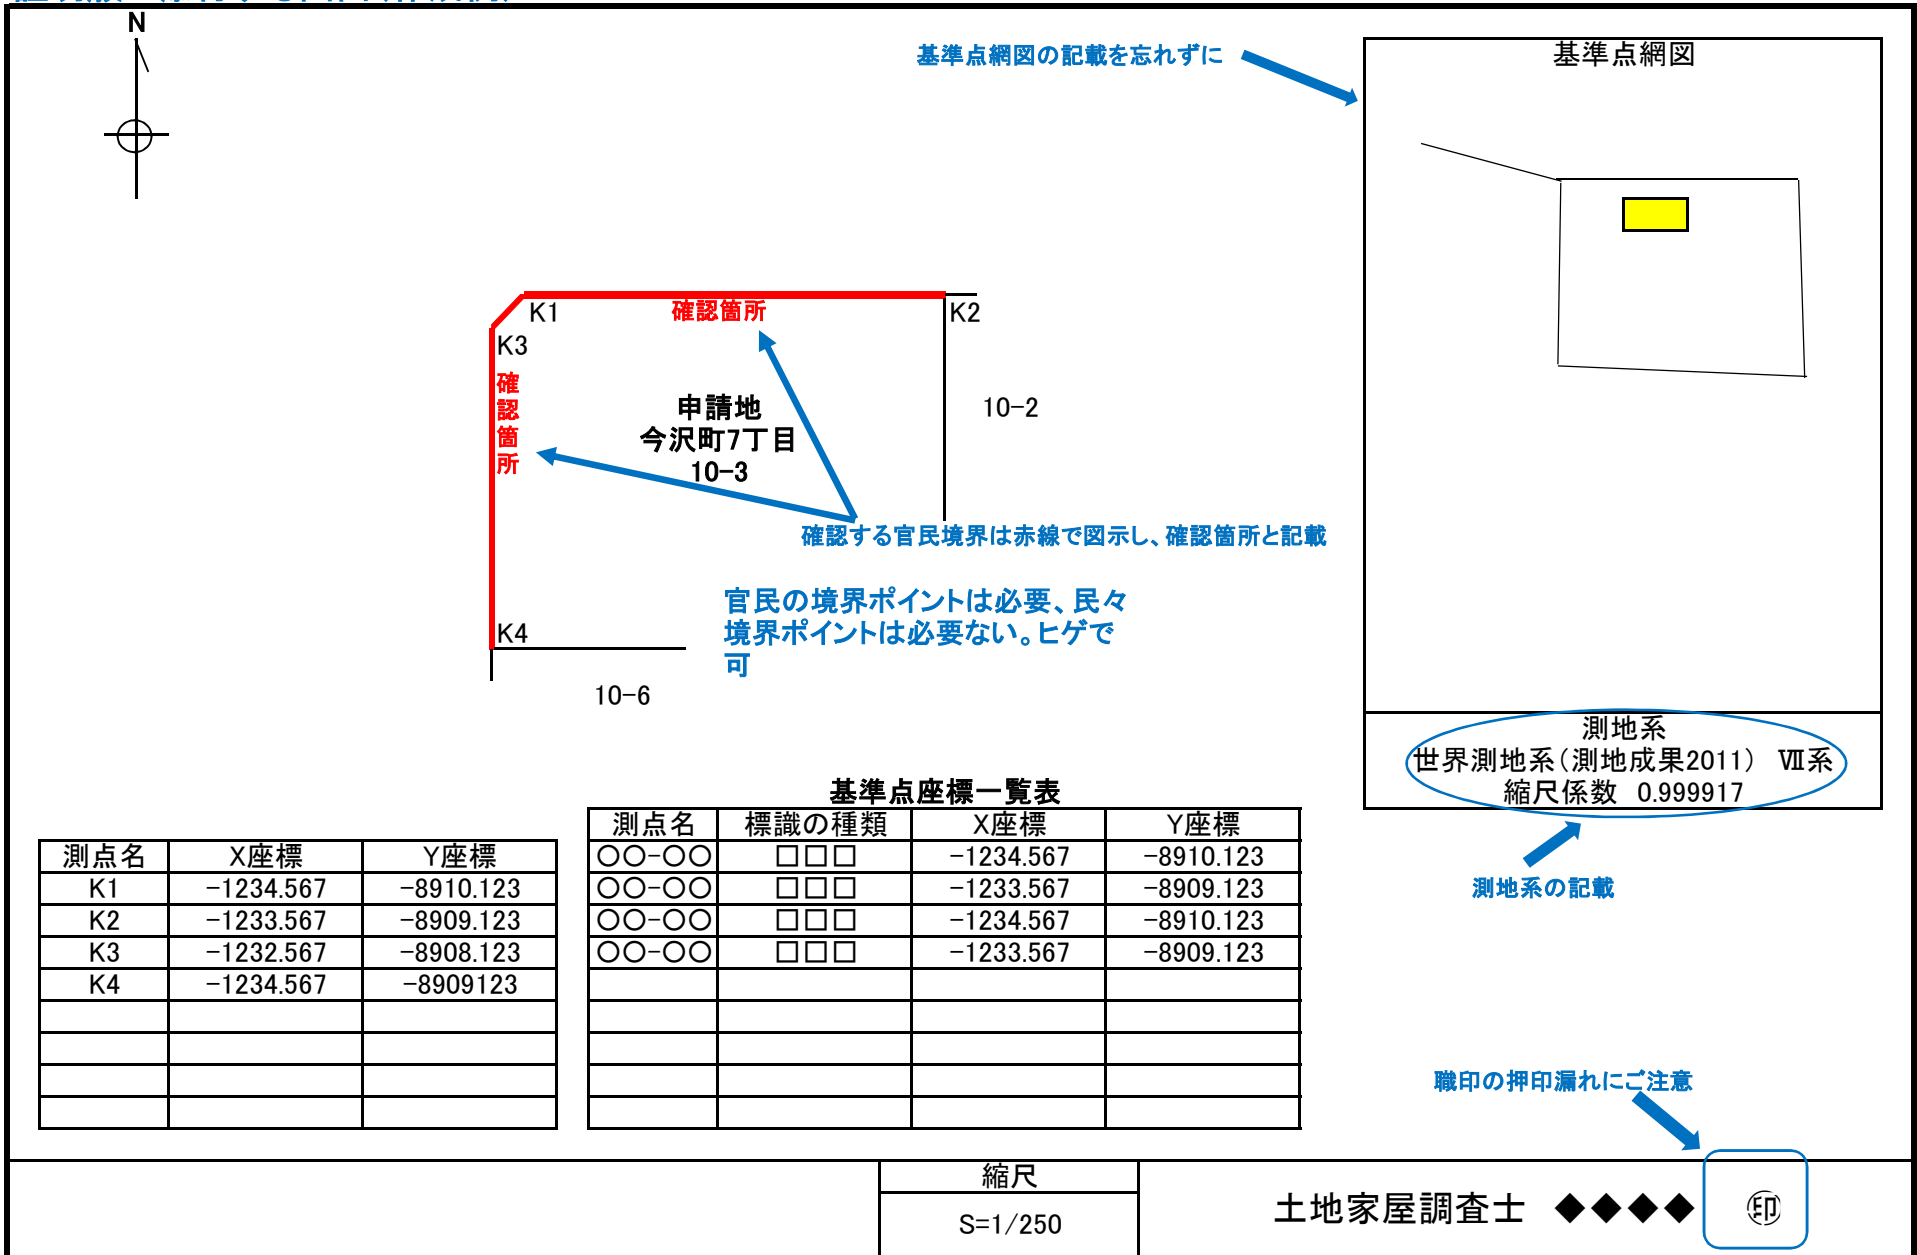 N
基準点網図の記載を忘れずに
基準点網図
K1
確認箇所
K2
K3
確認箇所
申請地
今沢町7丁目
10-3
10-2
確認する官民境界は赤線で図示し、確認箇所と記載
官民の境界ポイントは必要、民々
境界ポイントは必要ない。ヒゲで
可
K4
10-6
測地系
世界測地系(測地成果2011) Ⅶ系
縮尺係数 0.999917
測地系の記載
測点名 X座標 Y座標
K1 -1234.567 -8910.123
K2 -1233.567 -8909.123
K3 -1232.567 -8908.123
K4 -1234.567 -8909123
基準点座標一覧表
測点名 標識の種類 X座標 Y座標
○○-○○ □□□ -1234.567 -8910.123
○○-○○ □□□ -1233.567 -8909.123
○○-○○ □□□ -1234.567 -8910.123
○○-○○ □□□ -1233.567 -8909.123
職印の押印漏れにご注意
縮尺
S=1/250
土地家屋調査士 ◆◆◆◆ ㊞